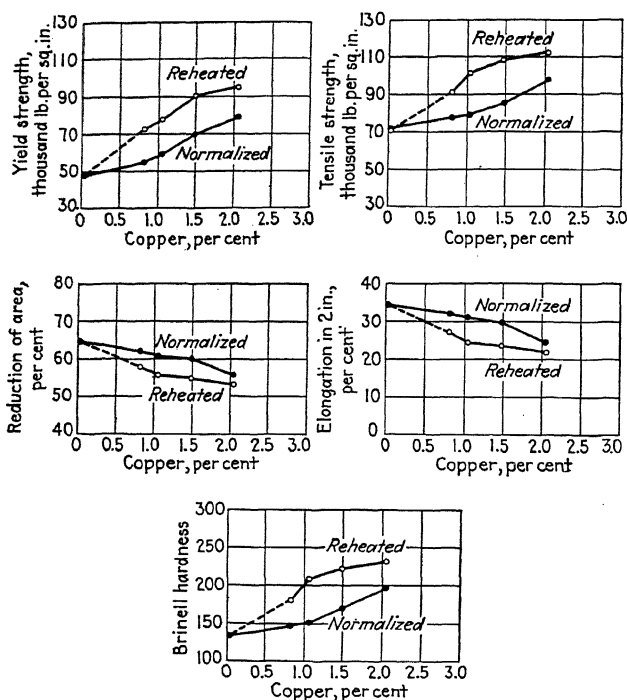 Yield strength,
thousand lb. per sq. in.
130
110
90
70
50
30
Reheated
Normalized
0 0.5 1.0 1.5 2.0 2.5 3.0
Copper, per cent
Tensile strength,
thousand lb. per sq. in.
130
110
90
70
50
30
Reheated
Normalized
0 0.5 1.0 1.5 2.0 2.5 3.0
Copper, per cent
Reduction of area,
per cent
80
70
60
50
40
Normalized
Reheated
0 0.5 1.0 1.5 2.0 2.5 3.0
Copper, per cent
Elongation in 2 in.,
per cent
40
30
20
10
0
Normalized
Reheated
0 0.5 1.0 1.5 2.0 2.5 3.0
Copper, per cent
Brinell hardness
300
250
200
150
100
Reheated
Normalized
0 0.5 1.0 1.5 2.0 2.5 3.0
Copper, per cent